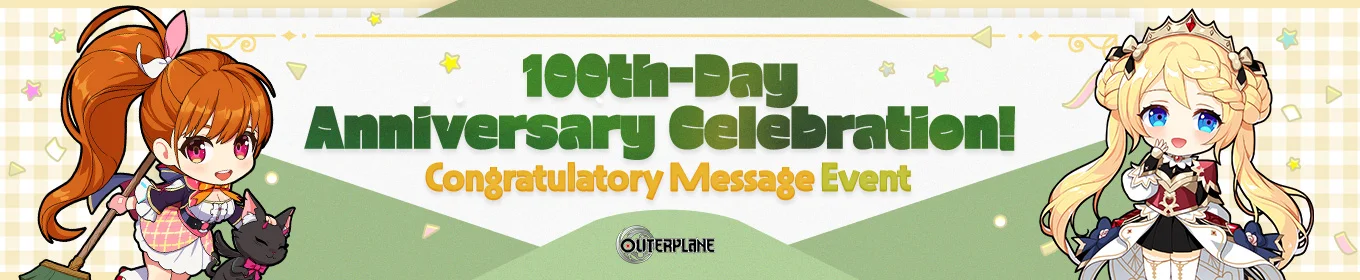 100th-Day
Anniversary Celebration!
Congratulatory Message Event
OUTERPLANE